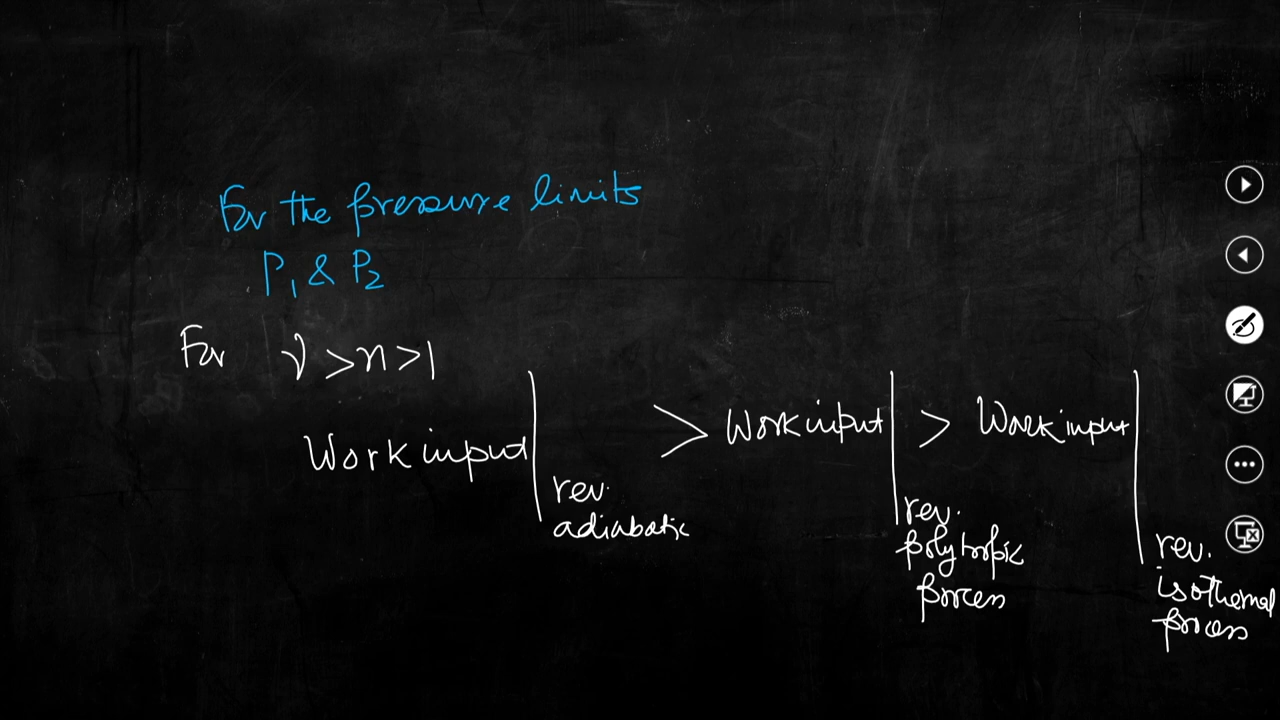 For the pressure limits
P₁ & P₂
For γ > n > 1
Work input | rev. adiabatic > Work input | rev. polytropic process > Work input | rev. isothermal process